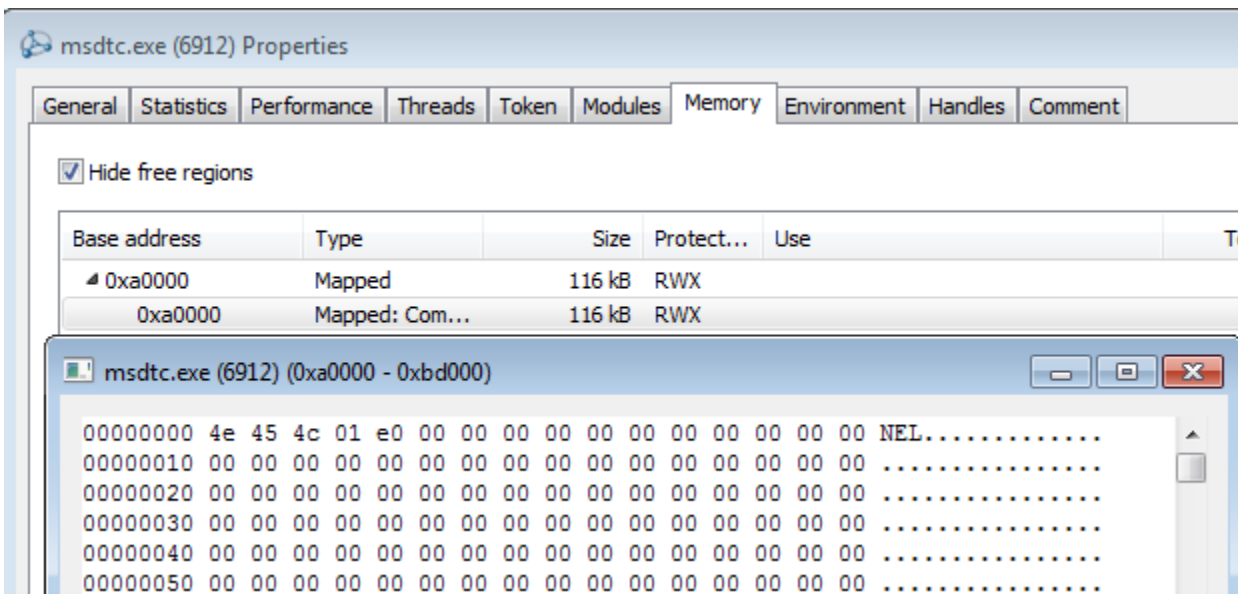 msdtc.exe (6912) Properties
General Statistics Performance Threads Token Modules Memory Environment Handles Comment
Hide free regions
Base address Type Size Protect... Use
0xa0000 Mapped 116 kB RWX
0xa0000 Mapped: Com... 116 kB RWX
msdtc.exe (6912) (0xa0000 - 0xbd000)
00000000 4e 45 4c 01 e0 00 00 00 00 00 00 00 00 00 00 00 NEL.............
00000010 00 00 00 00 00 00 00 00 00 00 00 00 00 00 00 00 ................
00000020 00 00 00 00 00 00 00 00 00 00 00 00 00 00 00 00 ................
00000030 00 00 00 00 00 00 00 00 00 00 00 00 00 00 00 00 ................
00000040 00 00 00 00 00 00 00 00 00 00 00 00 00 00 00 00 ................
00000050 00 00 00 00 00 00 00 00 00 00 00 00 00 00 00 00 ................